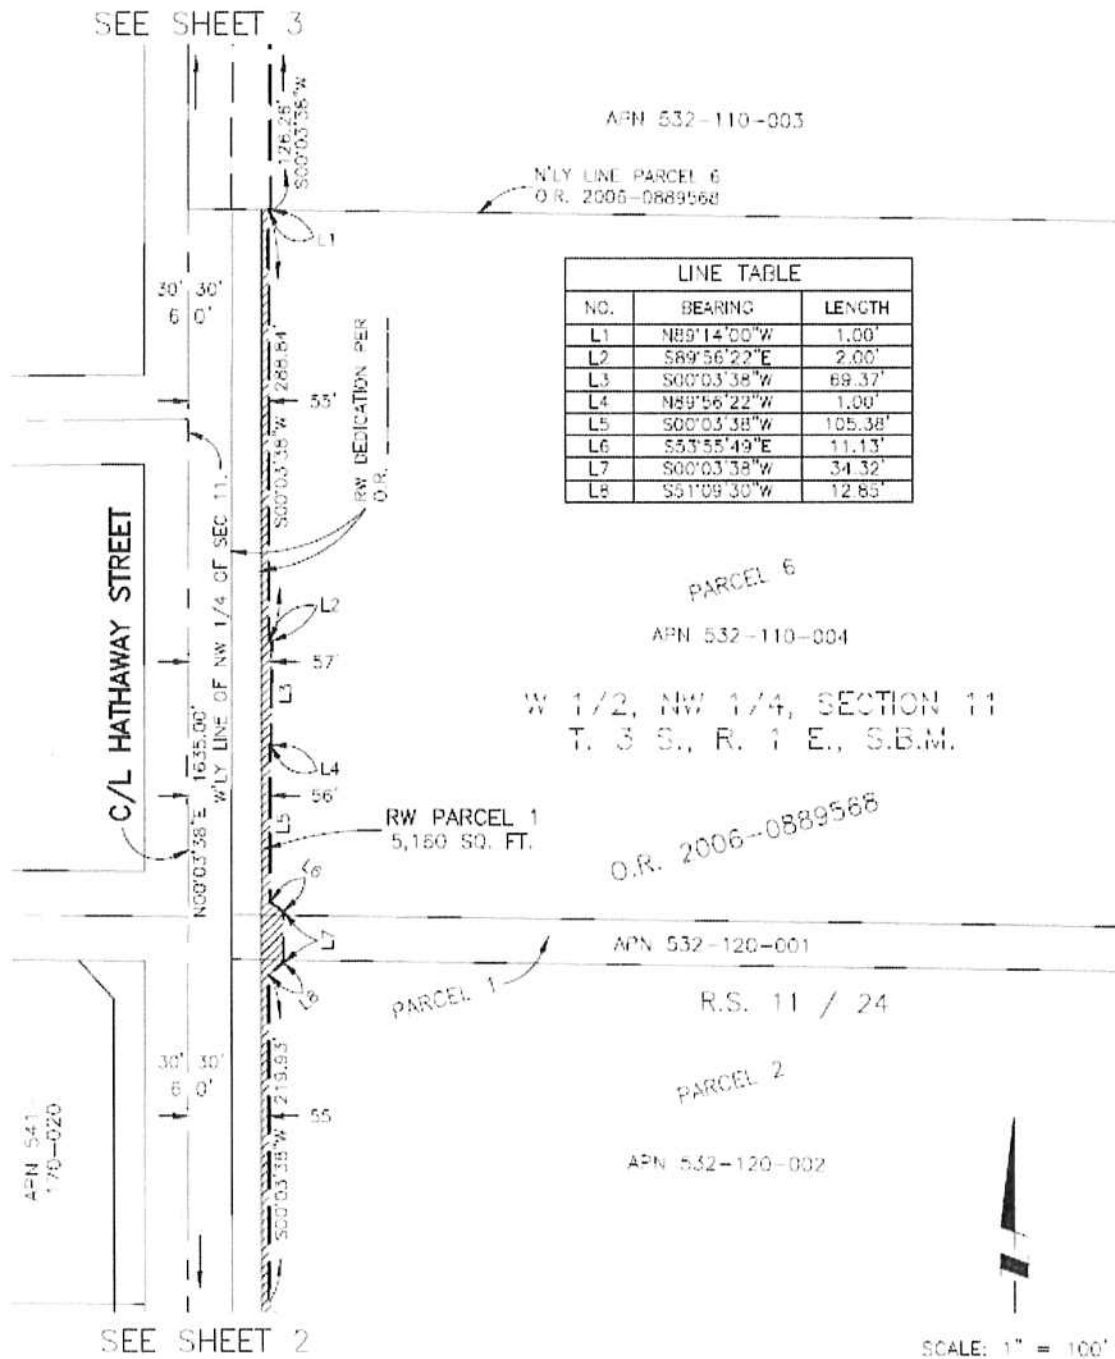 SEE SHEET 3
126.26'
S00°03'38"W
APN 532-110-003
N'LY LINE PARCEL 6
O.R. 2006-0889568
L1
LINE TABLE
NO. BEARING LENGTH
L1 N89°14'00"W 1.00'
L2 S89°56'22"E 2.00'
L3 S00°03'38"W 69.37'
L4 N89°56'22"W 1.00'
L5 S00°03'38"W 105.38'
L6 S53°55'49"E 11.13'
L7 S00°03'38"W 34.32'
L8 S51°09'30"W 12.85'
30' 30'
60'
S00°03'38"W 288.84'
55'
RW DEDICATION PER
O.R.
C/L HATHAWAY STREET
N00°03'38"E 1635.00'
W'LY LINE OF NW 1/4 OF SEC 11.
L2
57'
L3
L4
56'
L5
RW PARCEL 1
5,160 SQ. FT.
PARCEL 6
APN 532-110-004
W 1/2, NW 1/4, SECTION 11
T. 3 S., R. 1 E., S.B.M.
O.R. 2006-0889568
L6
L7
L8
APN 532-120-001
PARCEL 1
R.S. 11 / 24
PARCEL 2
APN 532-120-002
30' 30'
60'
S00°03'38"W 219.93'
55
APN 541-
170-020
SEE SHEET 2
SCALE: 1" = 100'